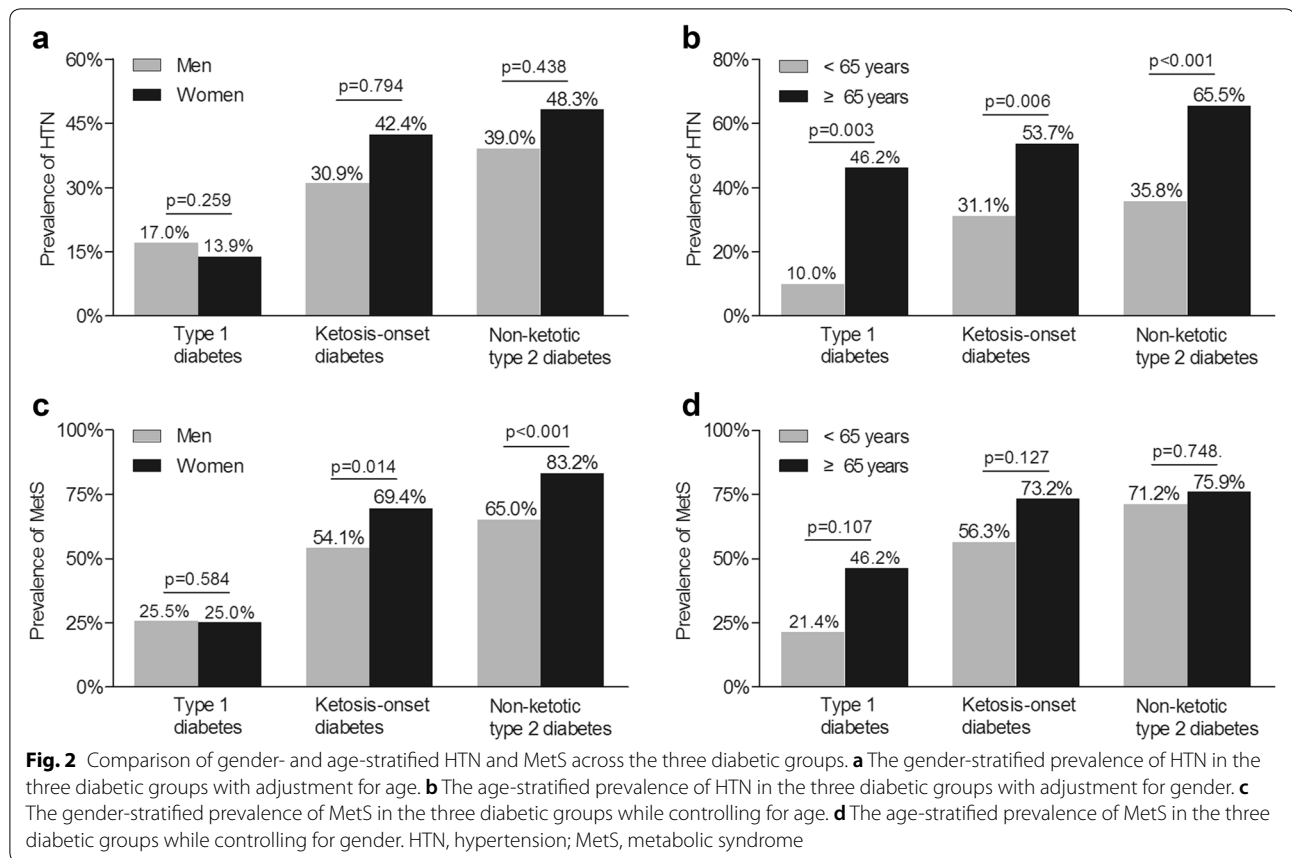 a
Men
Women
60%
45%
30%
15%
0%
Prevalence of HTN
p=0.259
17.0%
13.9%
p=0.794
30.9%
42.4%
p=0.438
39.0%
48.3%
Type 1
diabetes
Ketosis-onset
diabetes
Non-ketotic
type 2 diabetes
b
< 65 years
≥ 65 years
80%
60%
40%
20%
0%
Prevalence of HTN
p=0.003
10.0%
46.2%
p=0.006
31.1%
53.7%
p<0.001
35.8%
65.5%
Type 1
diabetes
Ketosis-onset
diabetes
Non-ketotic
type 2 diabetes
c
Men
Women
100%
75%
50%
25%
0%
Prevalence of MetS
p=0.584
25.5%
25.0%
p=0.014
54.1%
69.4%
p<0.001
65.0%
83.2%
Type 1
diabetes
Ketosis-onset
diabetes
Non-ketotic
type 2 diabetes
d
< 65 years
≥ 65 years
100%
75%
50%
25%
0%
Prevalence of MetS
p=0.107
21.4%
46.2%
p=0.127
56.3%
73.2%
p=0.748.
71.2%
75.9%
Type 1
diabetes
Ketosis-onset
diabetes
Non-ketotic
type 2 diabetes
Fig. 2 Comparison of gender- and age-stratified HTN and MetS across the three diabetic groups. a The gender-stratified prevalence of HTN in the
three diabetic groups with adjustment for age. b The age-stratified prevalence of HTN in the three diabetic groups with adjustment for gender. c
The gender-stratified prevalence of MetS in the three diabetic groups while controlling for age. d The age-stratified prevalence of MetS in the three
diabetic groups while controlling for gender. HTN, hypertension; MetS, metabolic syndrome